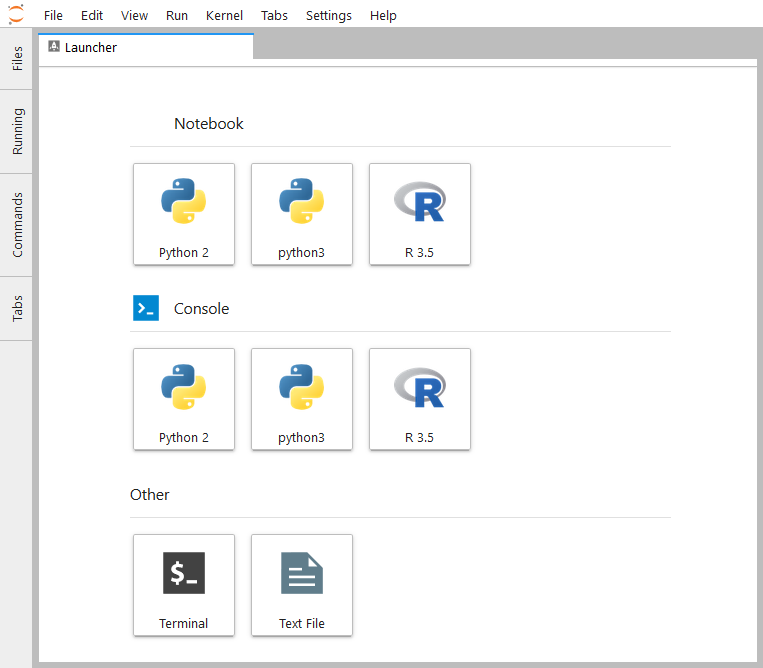 File Edit View Run Kernel Tabs Settings Help
Files
Running
Commands
Tabs
Launcher
Notebook
Python 2 python3 R 3.5
Console
Python 2 python3 R 3.5
Other
$_
Terminal Text File